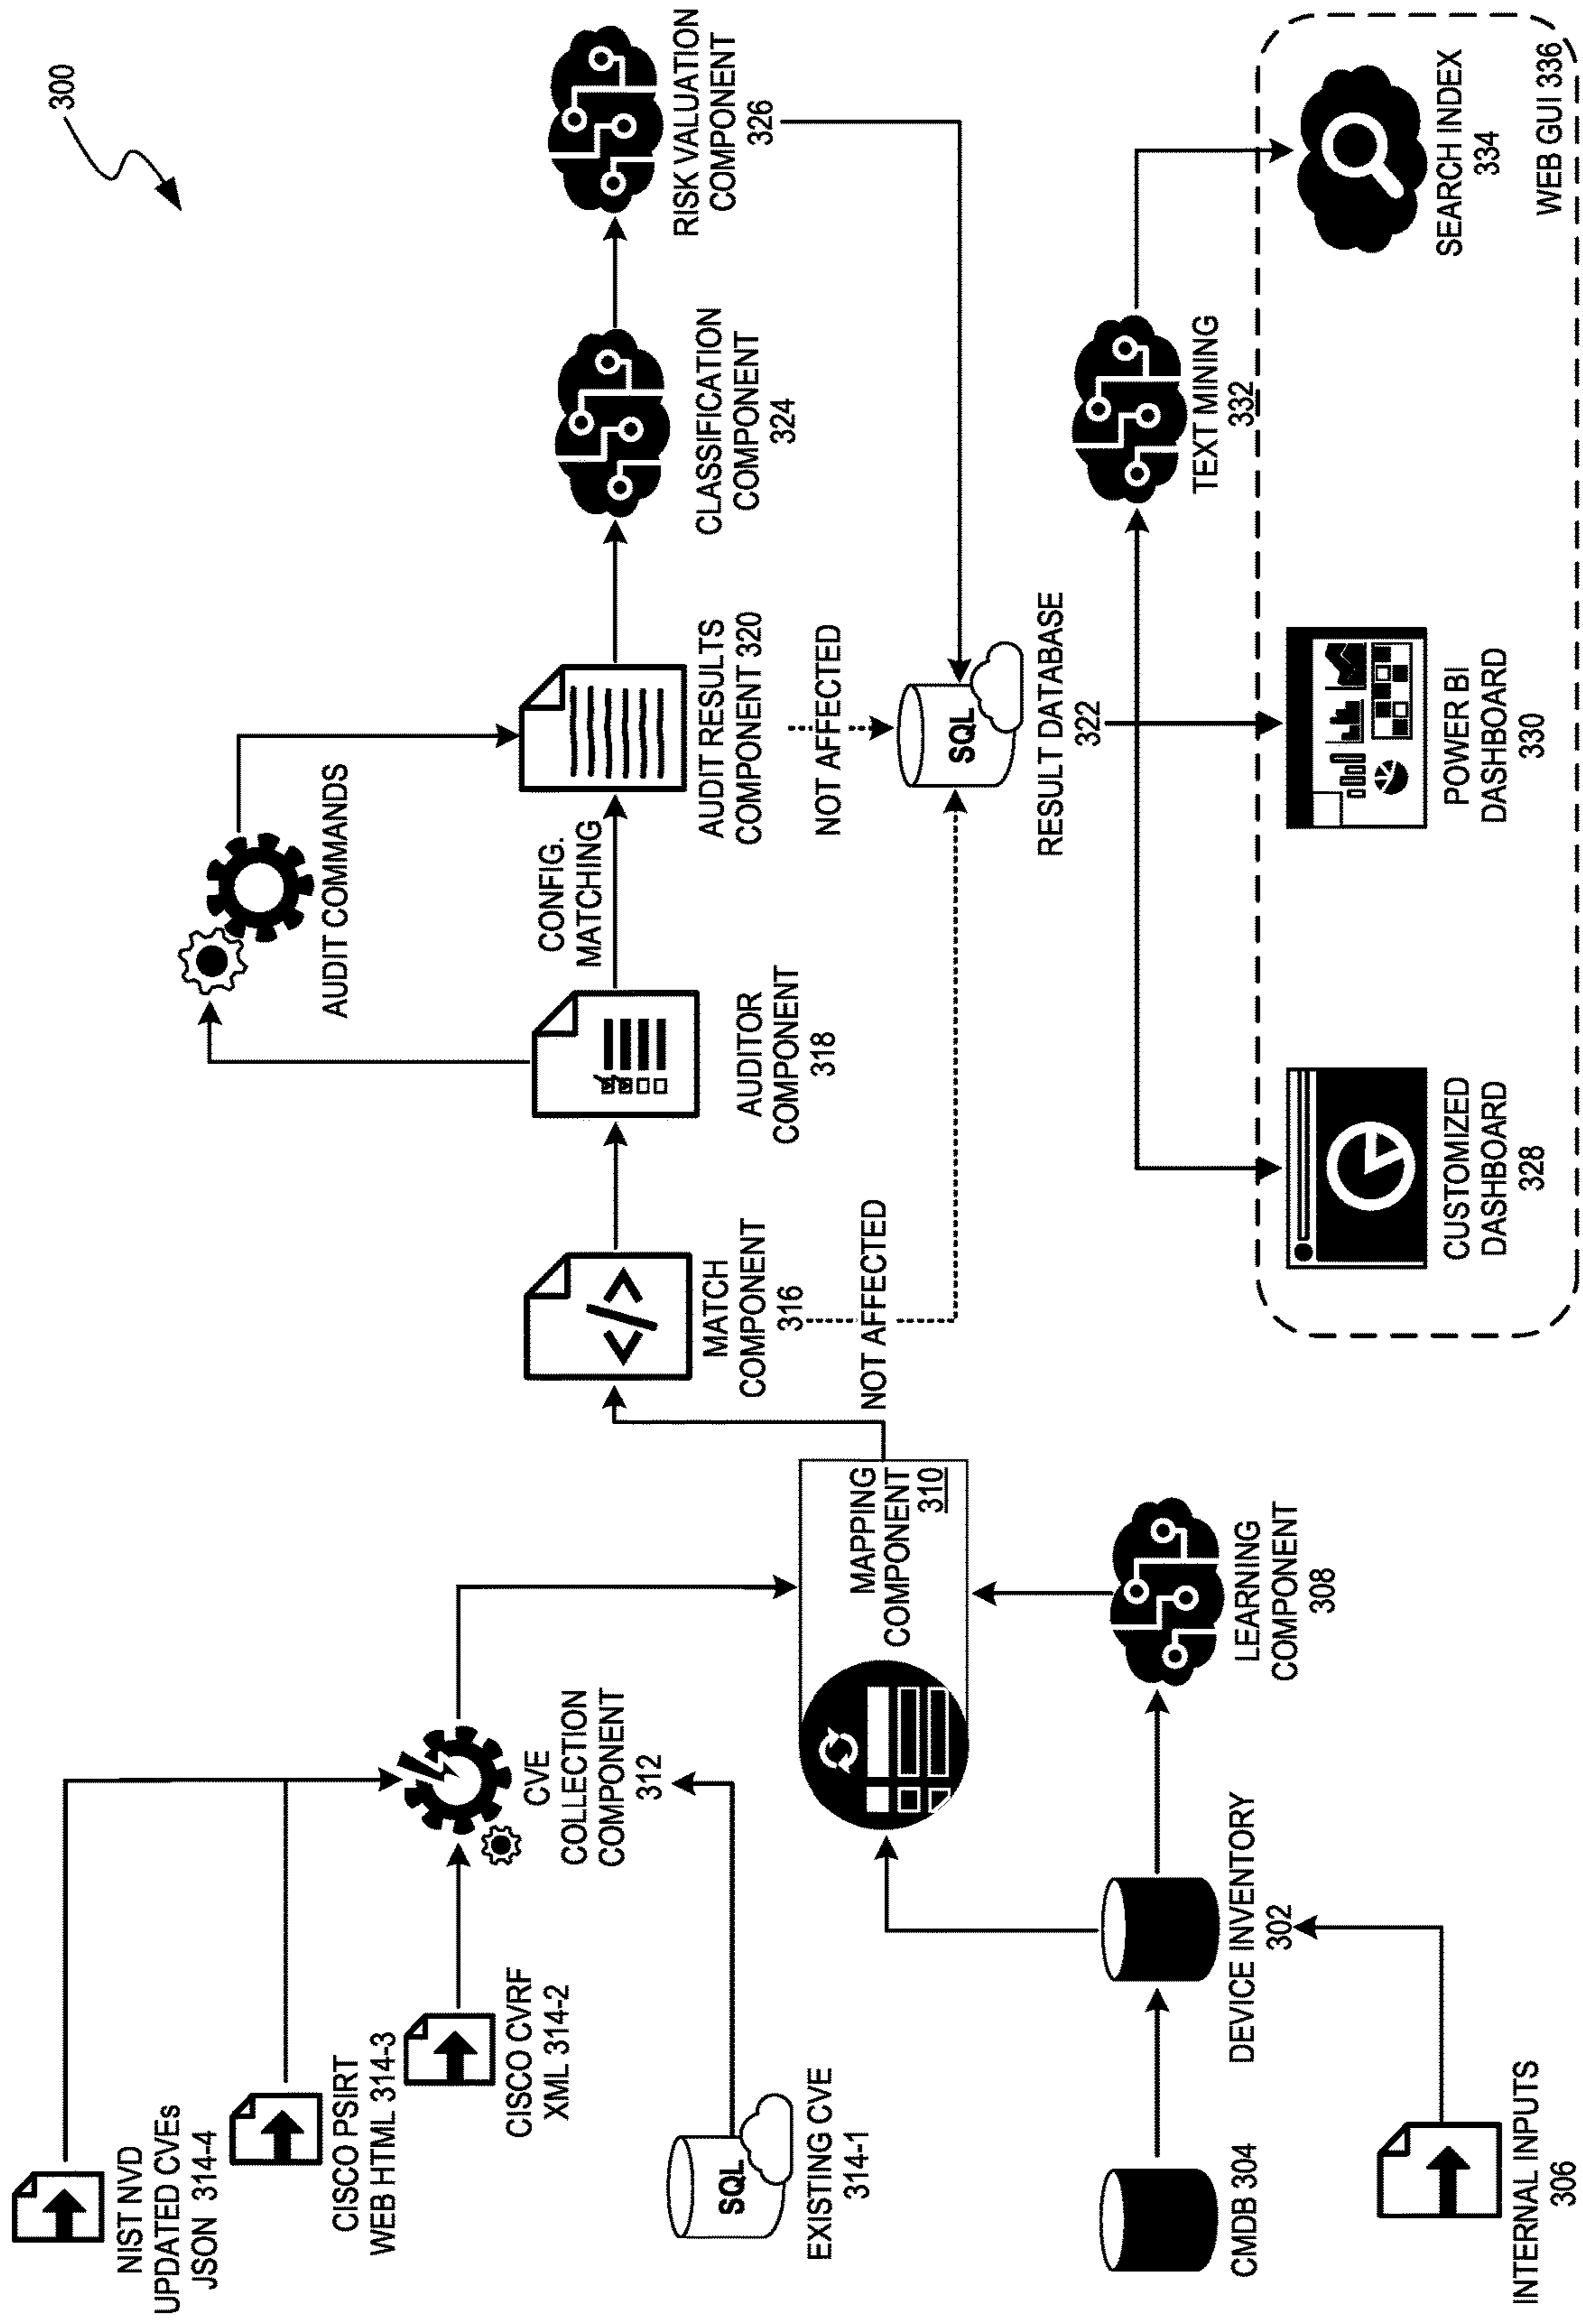 300
NIST NVD
UPDATED CVEs
JSON 314-4
CISCO PSIRT
WEB HTML 314-3
CISCO CVRF
XML 314-2
SQL
EXISTING CVE
314-1
CVE
COLLECTION
COMPONENT
312
CMDB 304
INTERNAL INPUTS
306
DEVICE INVENTORY
302
LEARNING
COMPONENT
308
MAPPING
COMPONENT
310
MATCH
COMPONENT
316
NOT AFFECTED
AUDITOR
COMPONENT
318
AUDIT COMMANDS
CONFIG.
MATCHING
AUDIT RESULTS
COMPONENT 320
NOT AFFECTED
CLASSIFICATION
COMPONENT
324
RISK VALUATION
COMPONENT
326
SQL
RESULT DATABASE
322
TEXT MINING
332
CUSTOMIZED
DASHBOARD
328
POWER BI
DASHBOARD
330
SEARCH INDEX
334
WEB GUI 336